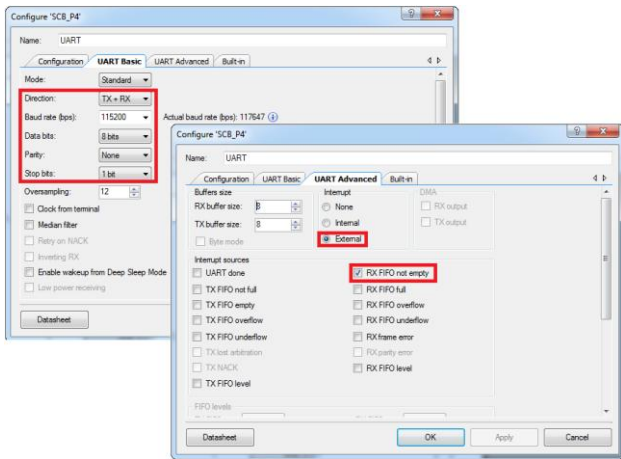 Configure 'SCB_P4'
Name: UART
Configuration UART Basic UART Advanced Built-in
Mode: Standard
Direction: TX + RX
Baud rate (bps): 115200 Actual baud rate (bps): 117647
Data bits: 8 bits
Parity: None
Stop bits: 1 bit
Oversampling: 12
Clock from terminal
Median filter
Retry on NACK
Inverting RX
Enable wakeup from Deep Sleep Mode
Low power receiving
Datasheet
Configure 'SCB_P4'
Name: UART
Configuration UART Basic UART Advanced Built-in
Buffers size Interrupt DMA
RX buffer size: 8 None RX output
TX buffer size: 8 Internal TX output
Byte mode External
Interrupt sources
UART done RX FIFO not empty
TX FIFO not full RX FIFO full
TX FIFO empty RX FIFO overflow
TX FIFO overflow RX FIFO underflow
TX FIFO underflow RX frame error
TX lost arbitration RX parity error
TX NACK RX FIFO level
TX FIFO level
FIFO levels
Datasheet OK Apply Cancel